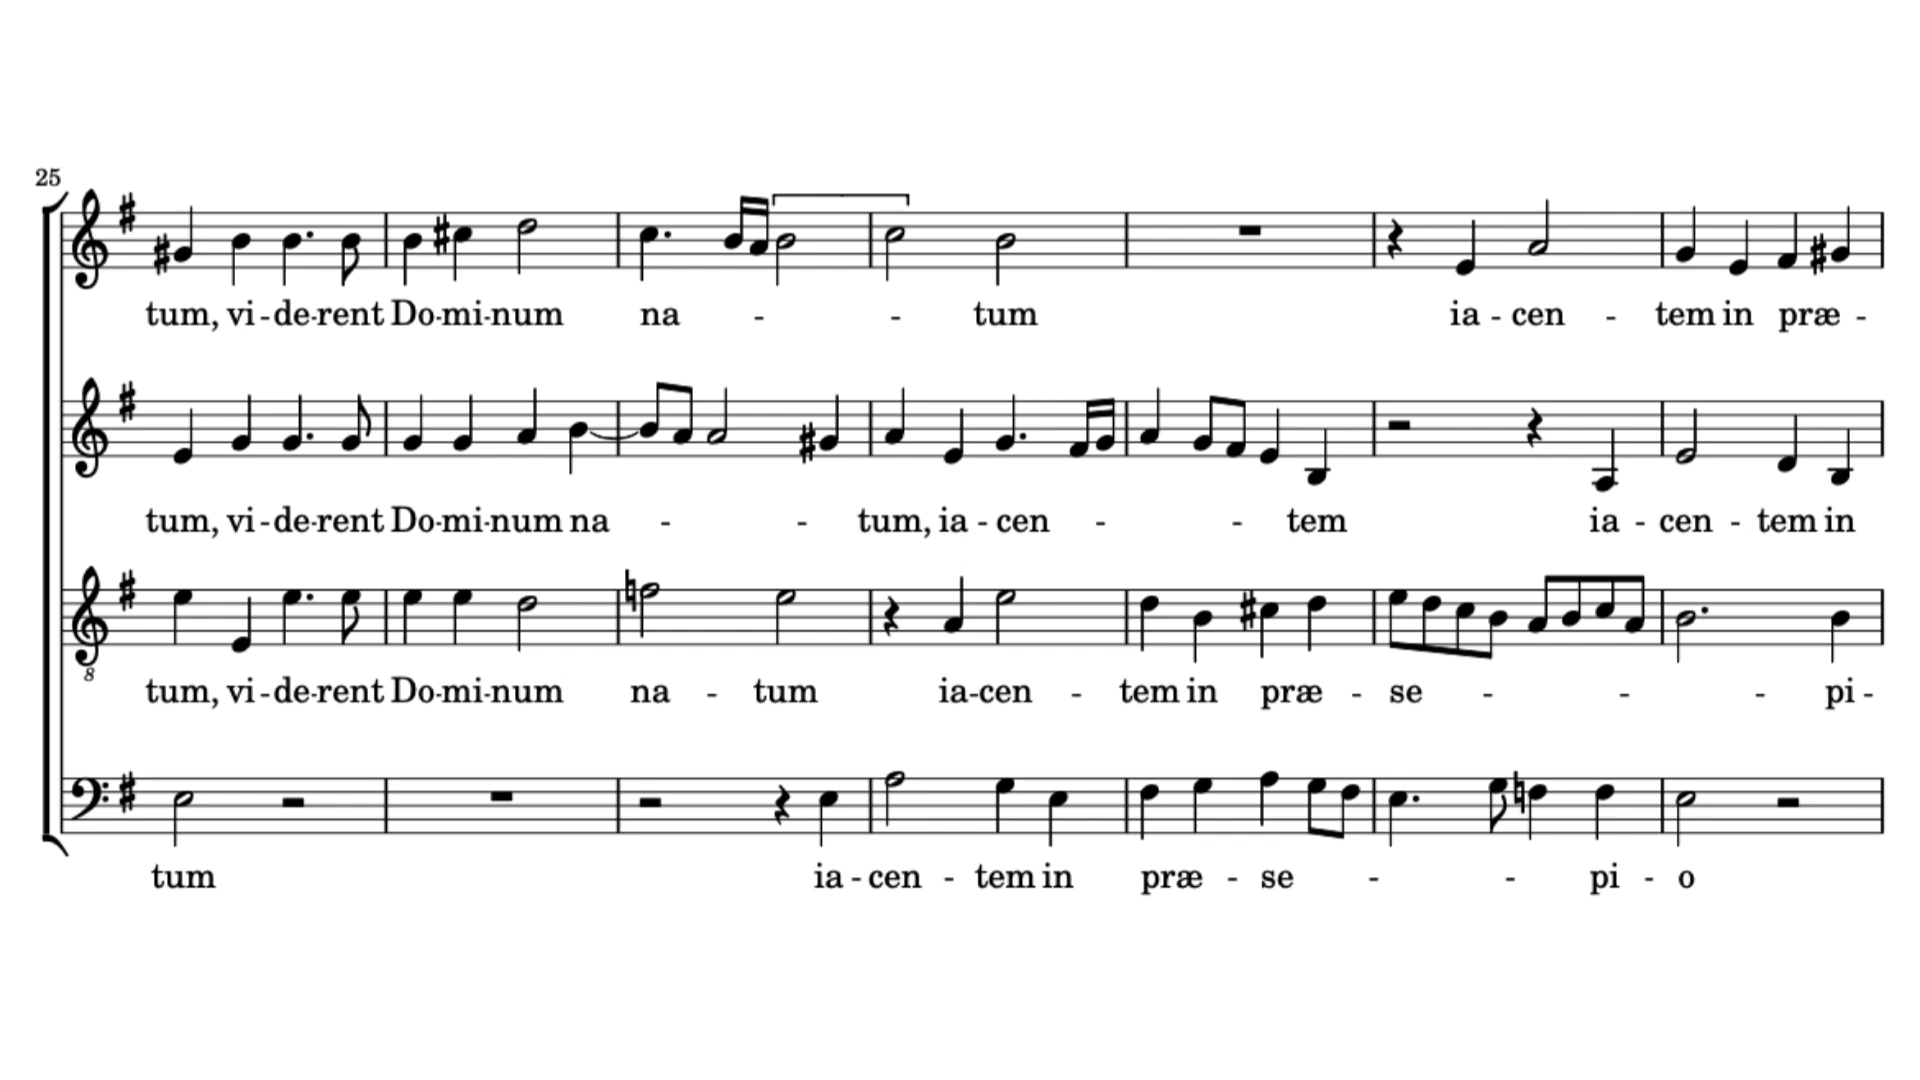 25
tum, vi - de - rent Do - mi - num na - - tum ia - cen - tem in præ -
tum, vi - de - rent Do - mi - num na - - tum, ia - cen - - tem ia - cen - tem in
8
tum, vi - de - rent Do - mi - num na - tum ia - cen - tem in præ - se - - - pi -
tum ia - cen - tem in præ - se - - pi - o